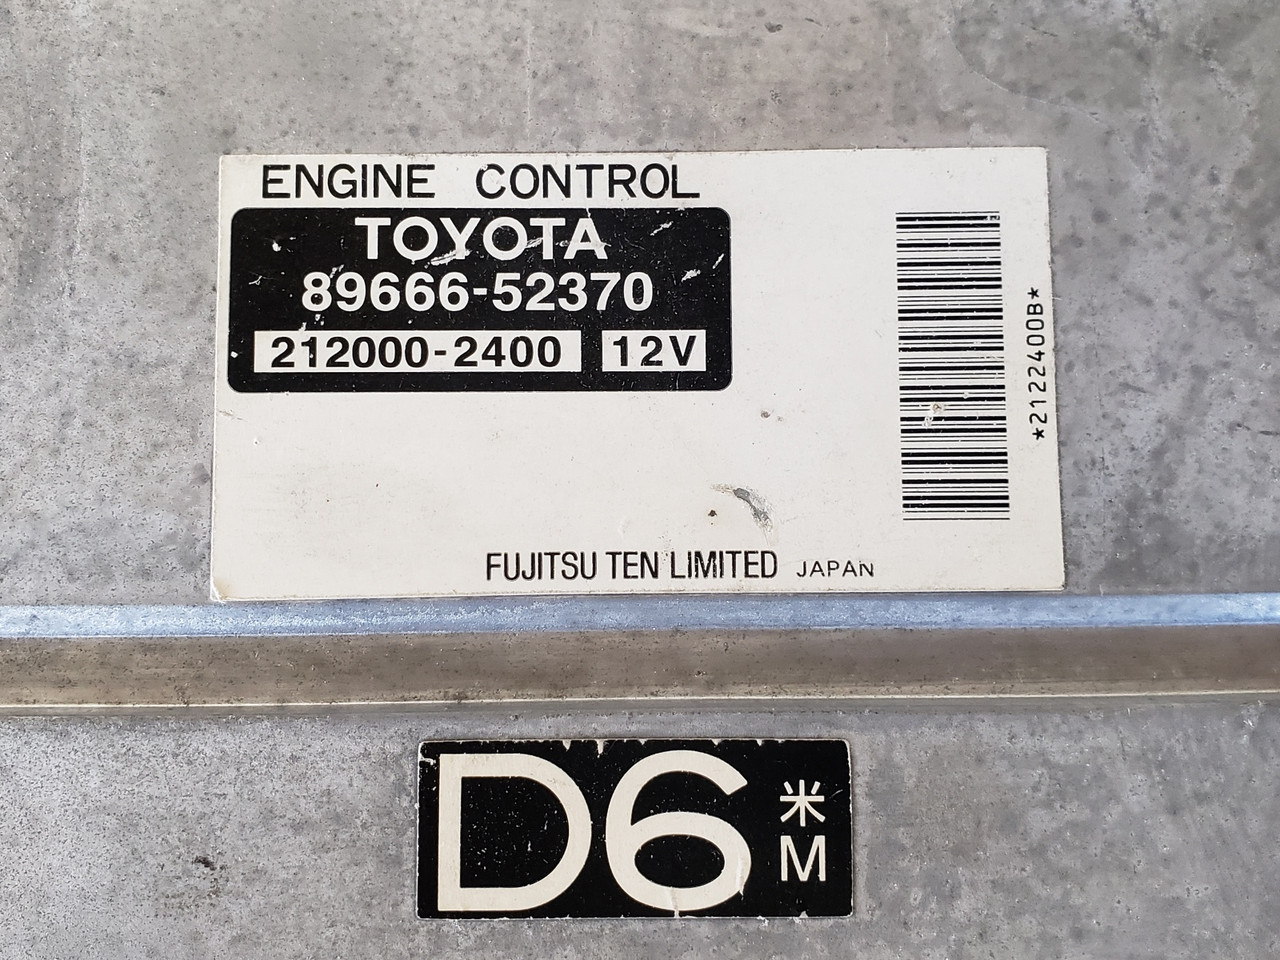 ENGINE CONTROL
TOYOTA
89666-52370
212000-2400 12V
*2122400B*
FUJITSU TEN LIMITED JAPAN
D6 米
M